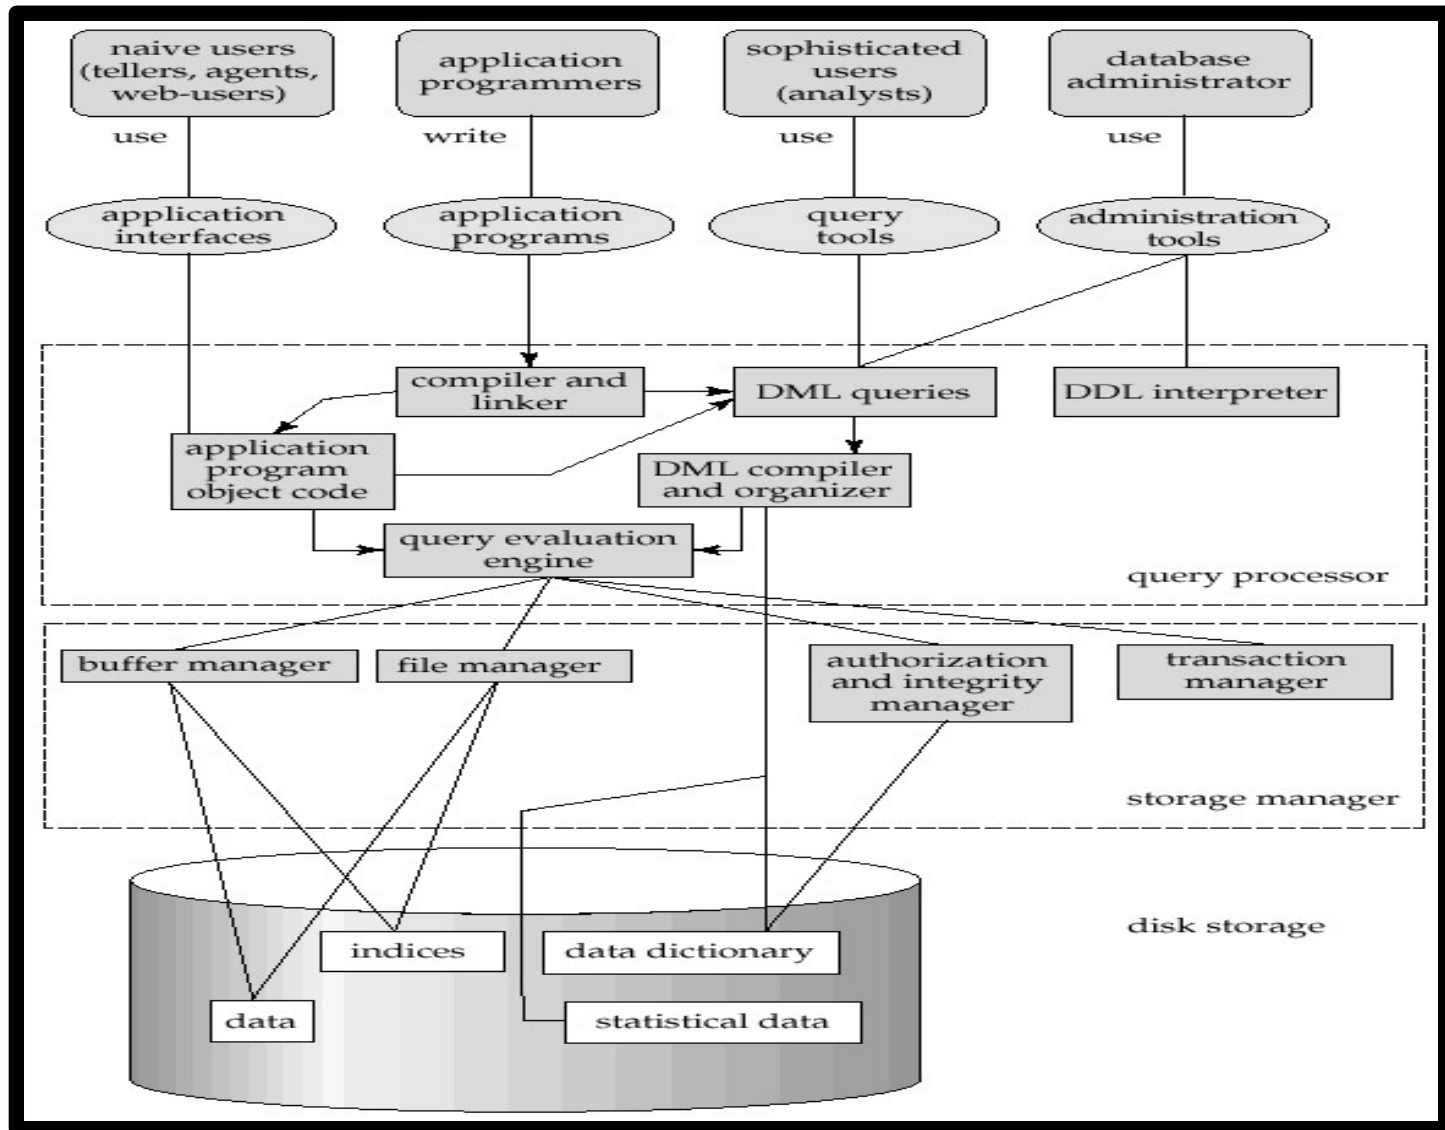 naive users
(tellers, agents,
web-users)
application
programmers
sophisticated
users
(analysts)
database
administrator
use
write
use
use
application
interfaces
application
programs
query
tools
administration
tools
compiler and
linker
DML queries
DDL interpreter
application
program
object code
DML compiler
and organizer
query evaluation
engine
query processor
buffer manager
file manager
authorization
and integrity
manager
transaction
manager
storage manager
disk storage
indices
data dictionary
data
statistical data